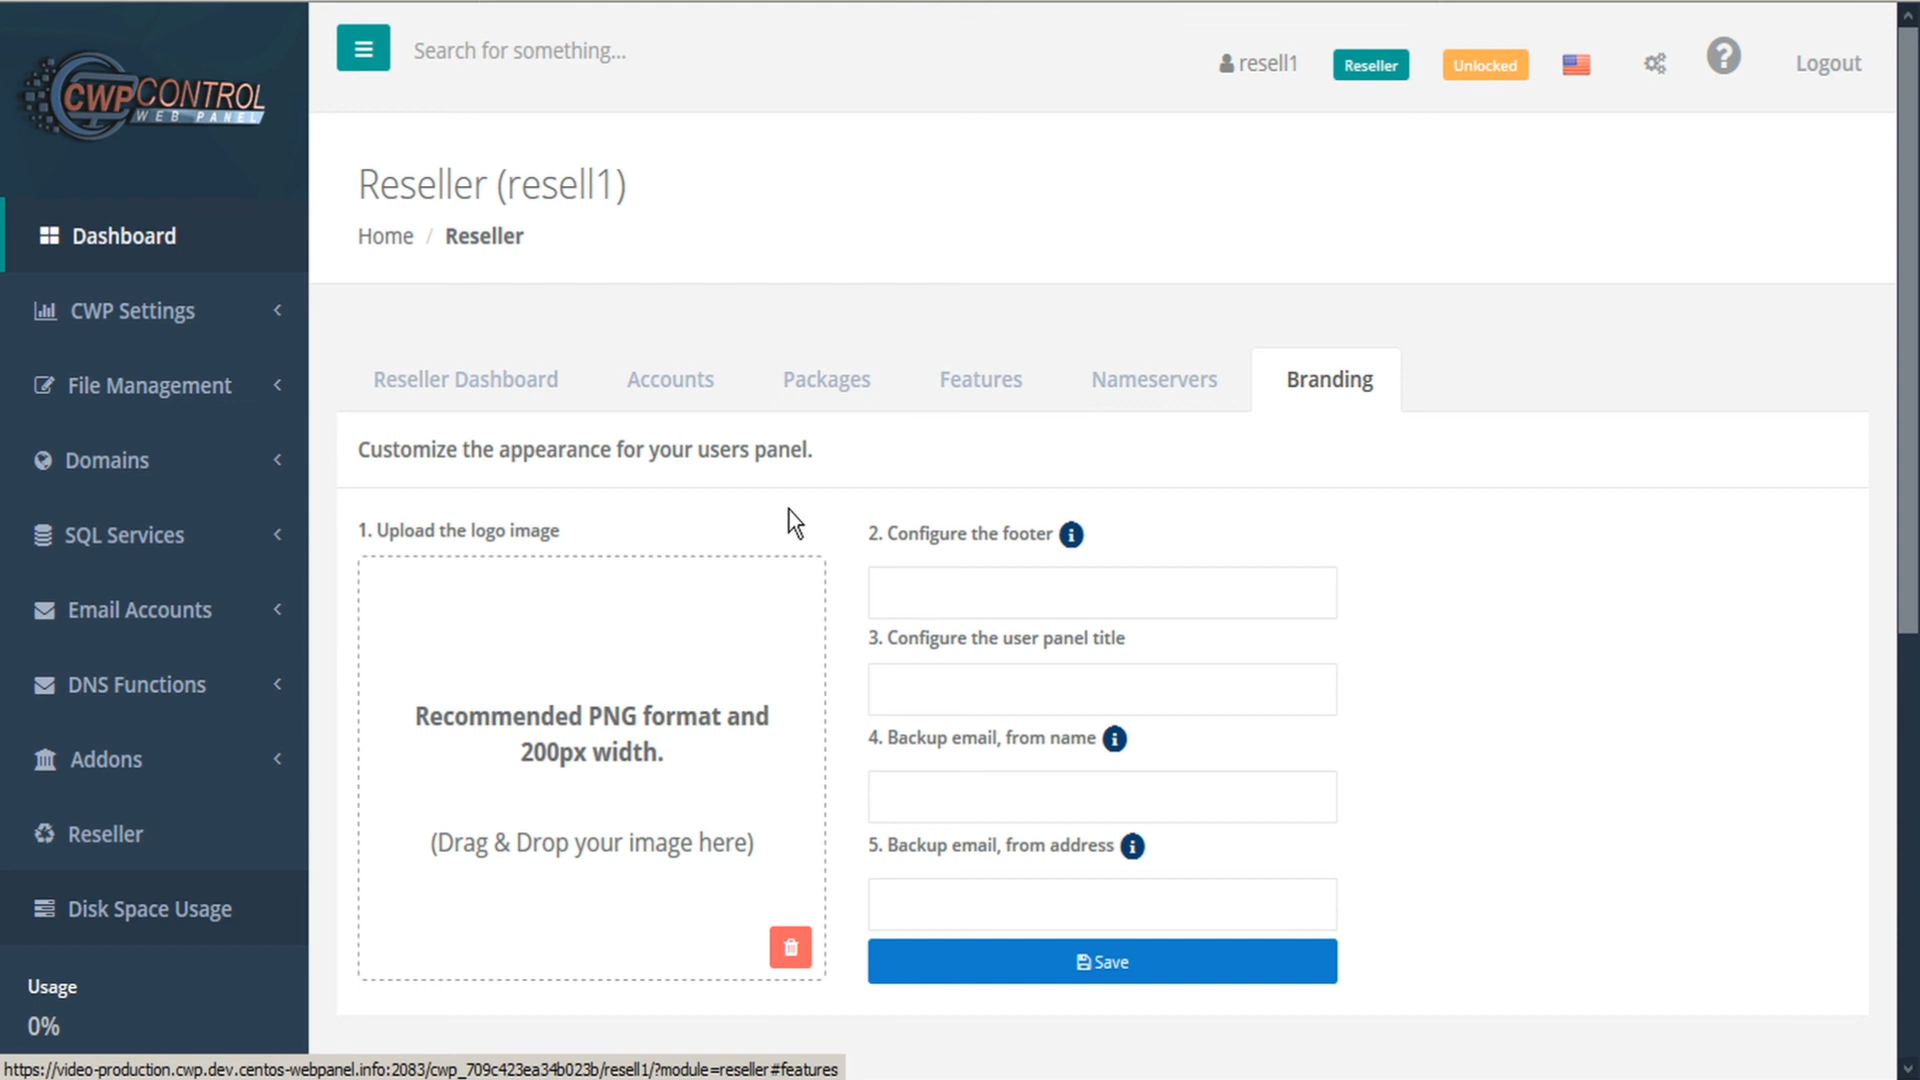 CWPCONTROL
WEB PANEL
Search for something...
resell1
Reseller
Unlocked
?
Logout
Reseller (resell1)
Home / Reseller
Dashboard
CWP Settings
File Management
Domains
SQL Services
Email Accounts
DNS Functions
Addons
Reseller
Disk Space Usage
Usage
0%
Reseller Dashboard
Accounts
Packages
Features
Nameservers
Branding
Customize the appearance for your users panel.
1. Upload the logo image
Recommended PNG format and
200px width.
(Drag & Drop your image here)
2. Configure the footer
3. Configure the user panel title
4. Backup email, from name
5. Backup email, from address
Save
https://video-production.cwp.dev.centos-webpanel.info:2083/cwp_709c423ea34b023b/resell1/?module=reseller#features